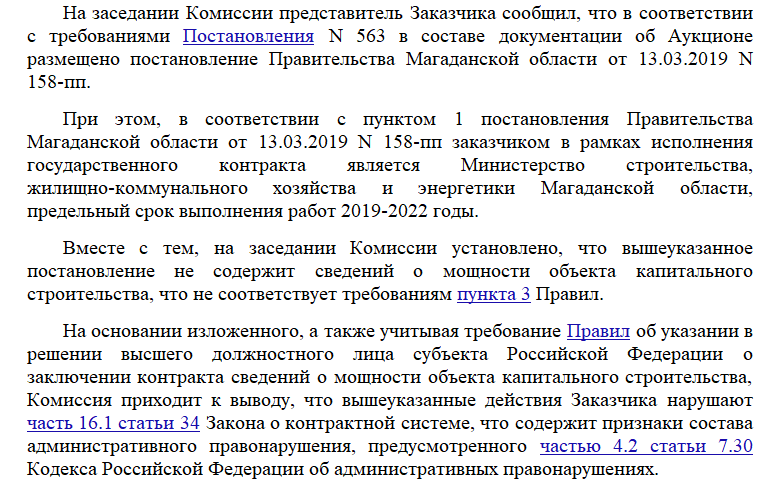 На заседании Комиссии представитель Заказчика сообщил, что в соответствии
с требованиями Постановления N 563 в составе документации об Аукционе
размещено постановление Правительства Магаданской области от 13.03.2019 N
158-пп.
При этом, в соответствии с пунктом 1 постановления Правительства
Магаданской области от 13.03.2019 N 158-пп заказчиком в рамках исполнения
государственного контракта является Министерство строительства,
жилищно-коммунального хозяйства и энергетики Магаданской области,
предельный срок выполнения работ 2019-2022 годы.
Вместе с тем, на заседании Комиссии установлено, что вышеуказанное
постановление не содержит сведений о мощности объекта капитального
строительства, что не соответствует требованиям пункта 3 Правил.
На основании изложенного, а также учитывая требование Правил об указании в
решении высшего должностного лица субъекта Российской Федерации о
заключении контракта сведений о мощности объекта капитального строительства,
Комиссия приходит к выводу, что вышеуказанные действия Заказчика нарушают
часть 16.1 статьи 34 Закона о контрактной системе, что содержит признаки состава
административного правонарушения, предусмотренного частью 4.2 статьи 7.30
Кодекса Российской Федерации об административных правонарушениях.